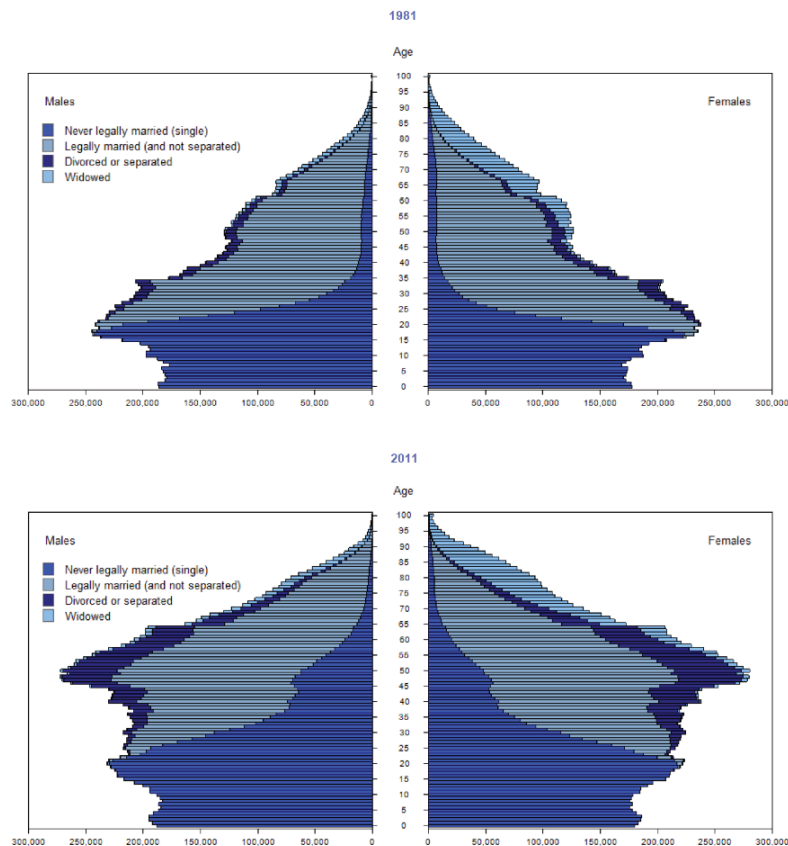 1981
Age
Males
Females
Never legally married (single)
Legally married (and not separated)
Divorced or separated
Widowed
100
95
90
85
80
75
70
65
60
55
50
45
40
35
30
25
20
15
10
5
0
300,000 250,000 200,000 150,000 100,000 50,000 0 0 50,000 100,000 150,000 200,000 250,000 300,000
2011
Age
Males
Females
Never legally married (single)
Legally married (and not separated)
Divorced or separated
Widowed
100
95
90
85
80
75
70
65
60
55
50
45
40
35
30
25
20
15
10
5
0
300,000 250,000 200,000 150,000 100,000 50,000 0 0 50,000 100,000 150,000 200,000 250,000 300,000